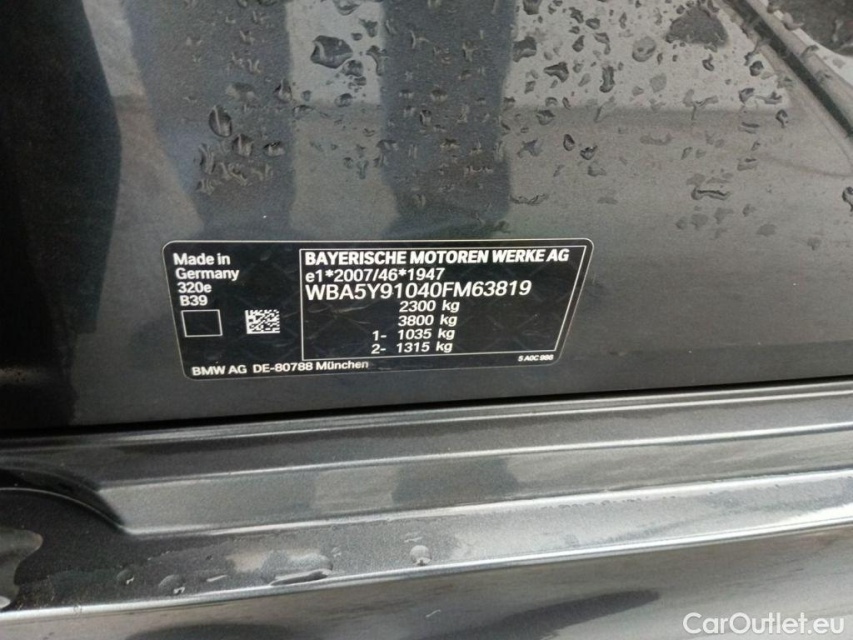 Made in
Germany
320e
B39
BAYERISCHE MOTOREN WERKE AG
e1*2007/46*1947
WBA5Y91040FM63819
2300 kg
3800 kg
1- 1035 kg
2- 1315 kg
5 A0C 986
BMW AG DE-80788 München
CarOutlet.eu